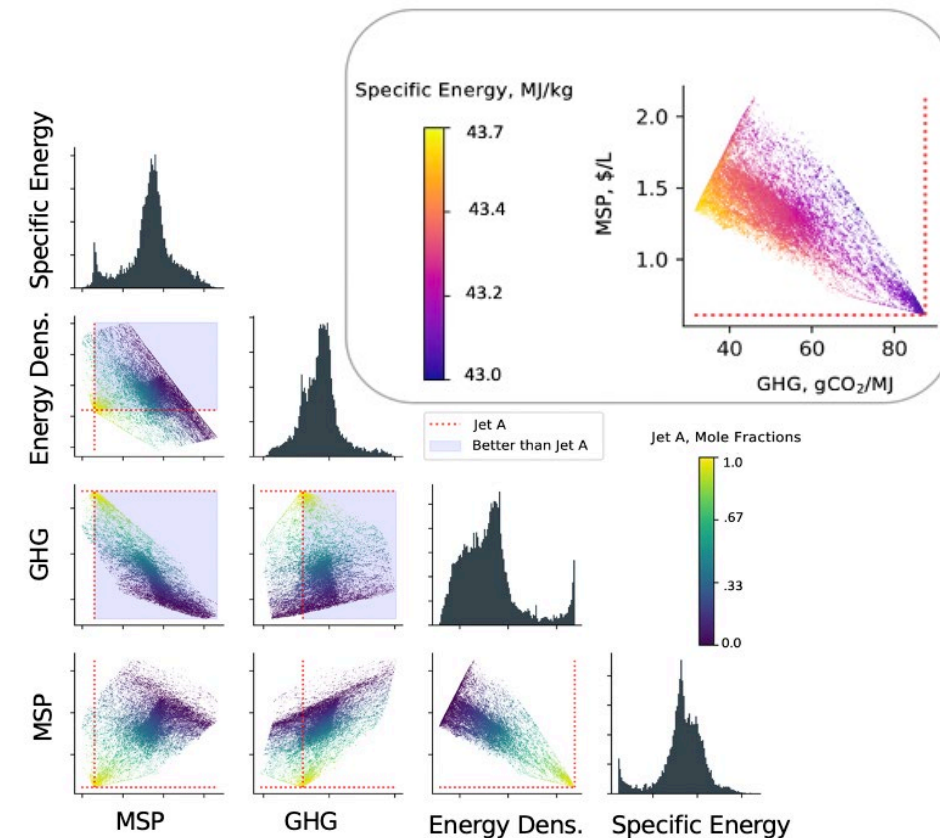 Specific Energy, MJ/kg
43.7
43.4
43.2
43.0
MSP, $/L
2.0
1.5
1.0
40
60
80
GHG, gCO₂/MJ
Specific Energy
Energy Dens.
Jet A
Better than Jet A
Jet A, Mole Fractions
1.0
.67
.33
0.0
GHG
MSP
MSP
GHG
Energy Dens.
Specific Energy